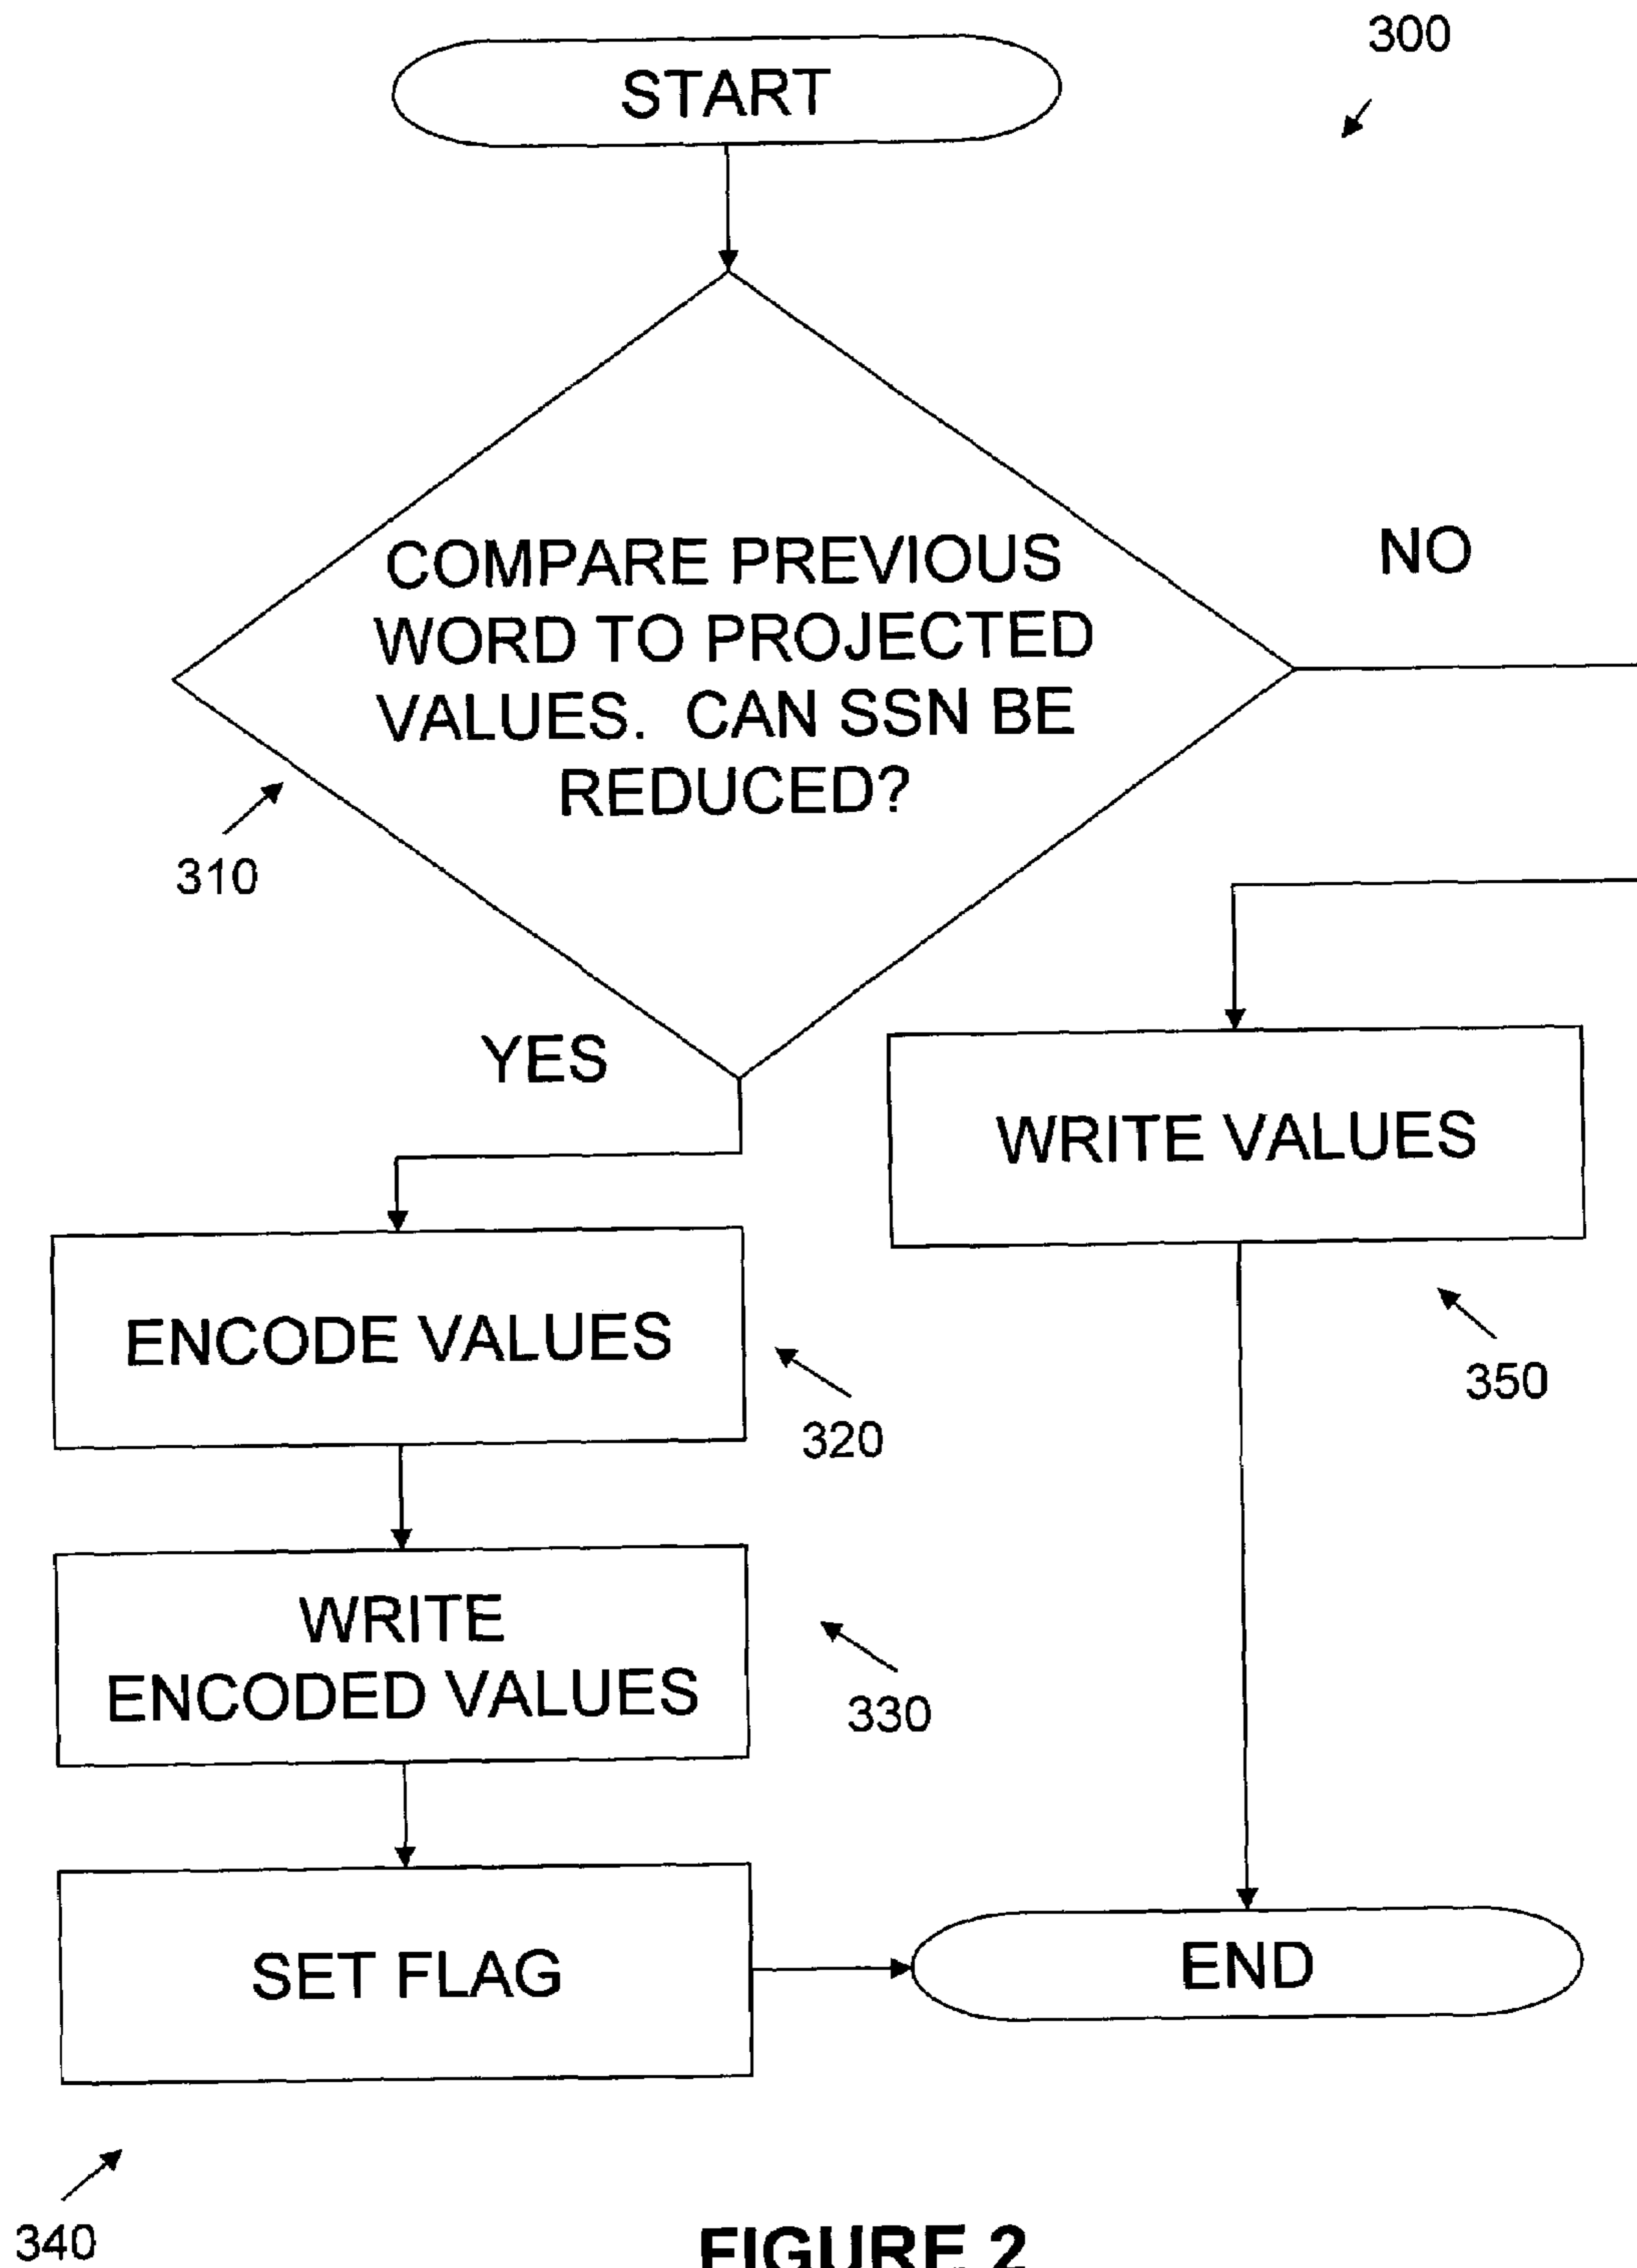 300
START
COMPARE PREVIOUS
WORD TO PROJECTED
VALUES. CAN SSN BE
REDUCED?
NO
310
YES
WRITE VALUES
350
ENCODE VALUES
320
WRITE
ENCODED VALUES
330
SET FLAG
END
340
FIGURE 2